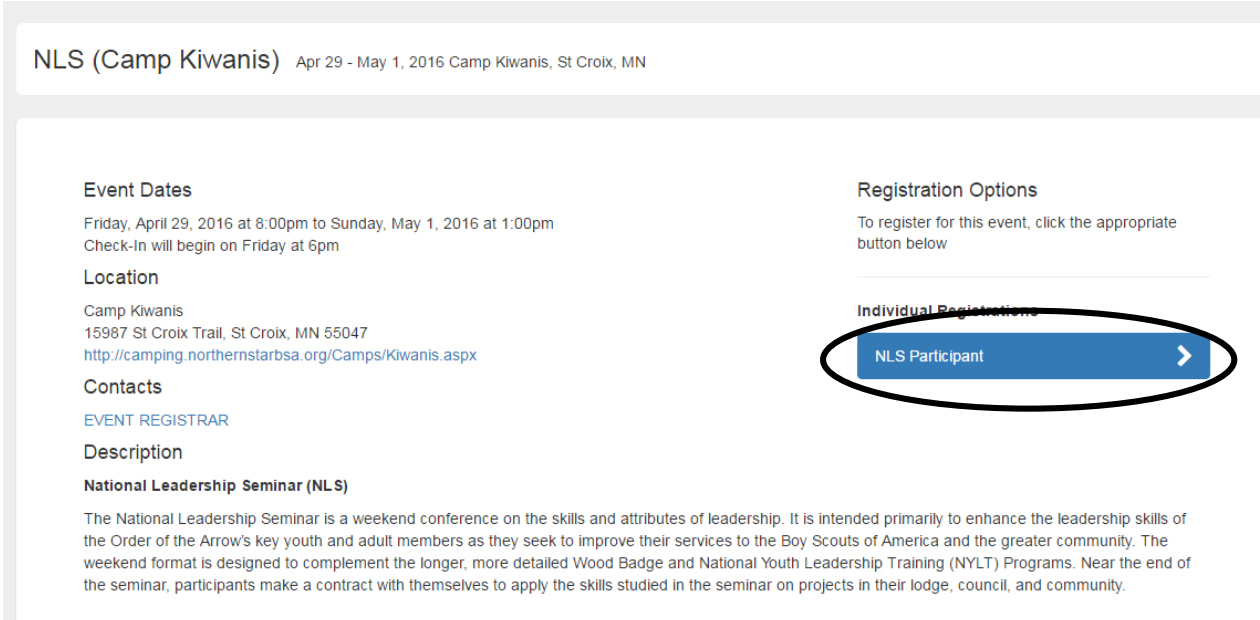 NLS (Camp Kiwanis) Apr 29 - May 1, 2016 Camp Kiwanis, St Croix, MN
Event Dates
Friday, April 29, 2016 at 8:00pm to Sunday, May 1, 2016 at 1:00pm
Check-In will begin on Friday at 6pm
Location
Camp Kiwanis
15987 St Croix Trail, St Croix, MN 55047
http://camping.northernstarbsa.org/Camps/Kiwanis.aspx
Contacts
EVENT REGISTRAR
Description
National Leadership Seminar (NLS)
The National Leadership Seminar is a weekend conference on the skills and attributes of leadership. It is intended primarily to enhance the leadership skills of
the Order of the Arrow's key youth and adult members as they seek to improve their services to the Boy Scouts of America and the greater community. The
weekend format is designed to complement the longer, more detailed Wood Badge and National Youth Leadership Training (NYLT) Programs. Near the end of
the seminar, participants make a contract with themselves to apply the skills studied in the seminar on projects in their lodge, council, and community.
Registration Options
To register for this event, click the appropriate
button below
Individual Registrations
NLS Participant